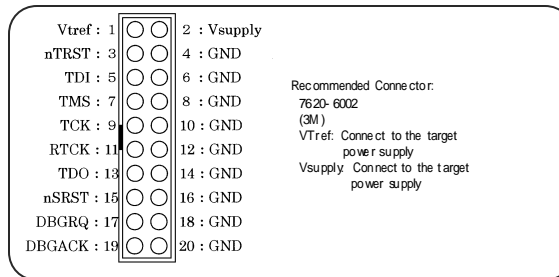 Vtref : 1 2 : Vsupply
nTRST : 3 4 : GND
TDI : 5 6 : GND
TMS : 7 8 : GND
TCK : 9 10 : GND
RTCK : 11 12 : GND
TDO : 13 14 : GND
nSRST : 15 16 : GND
DBGRQ : 17 18 : GND
DBGACK : 19 20 : GND
Recommended Connector:
7620-6002
(3M)
VTref: Connect to the target
power supply
Vsupply: Connect to the target
power supply